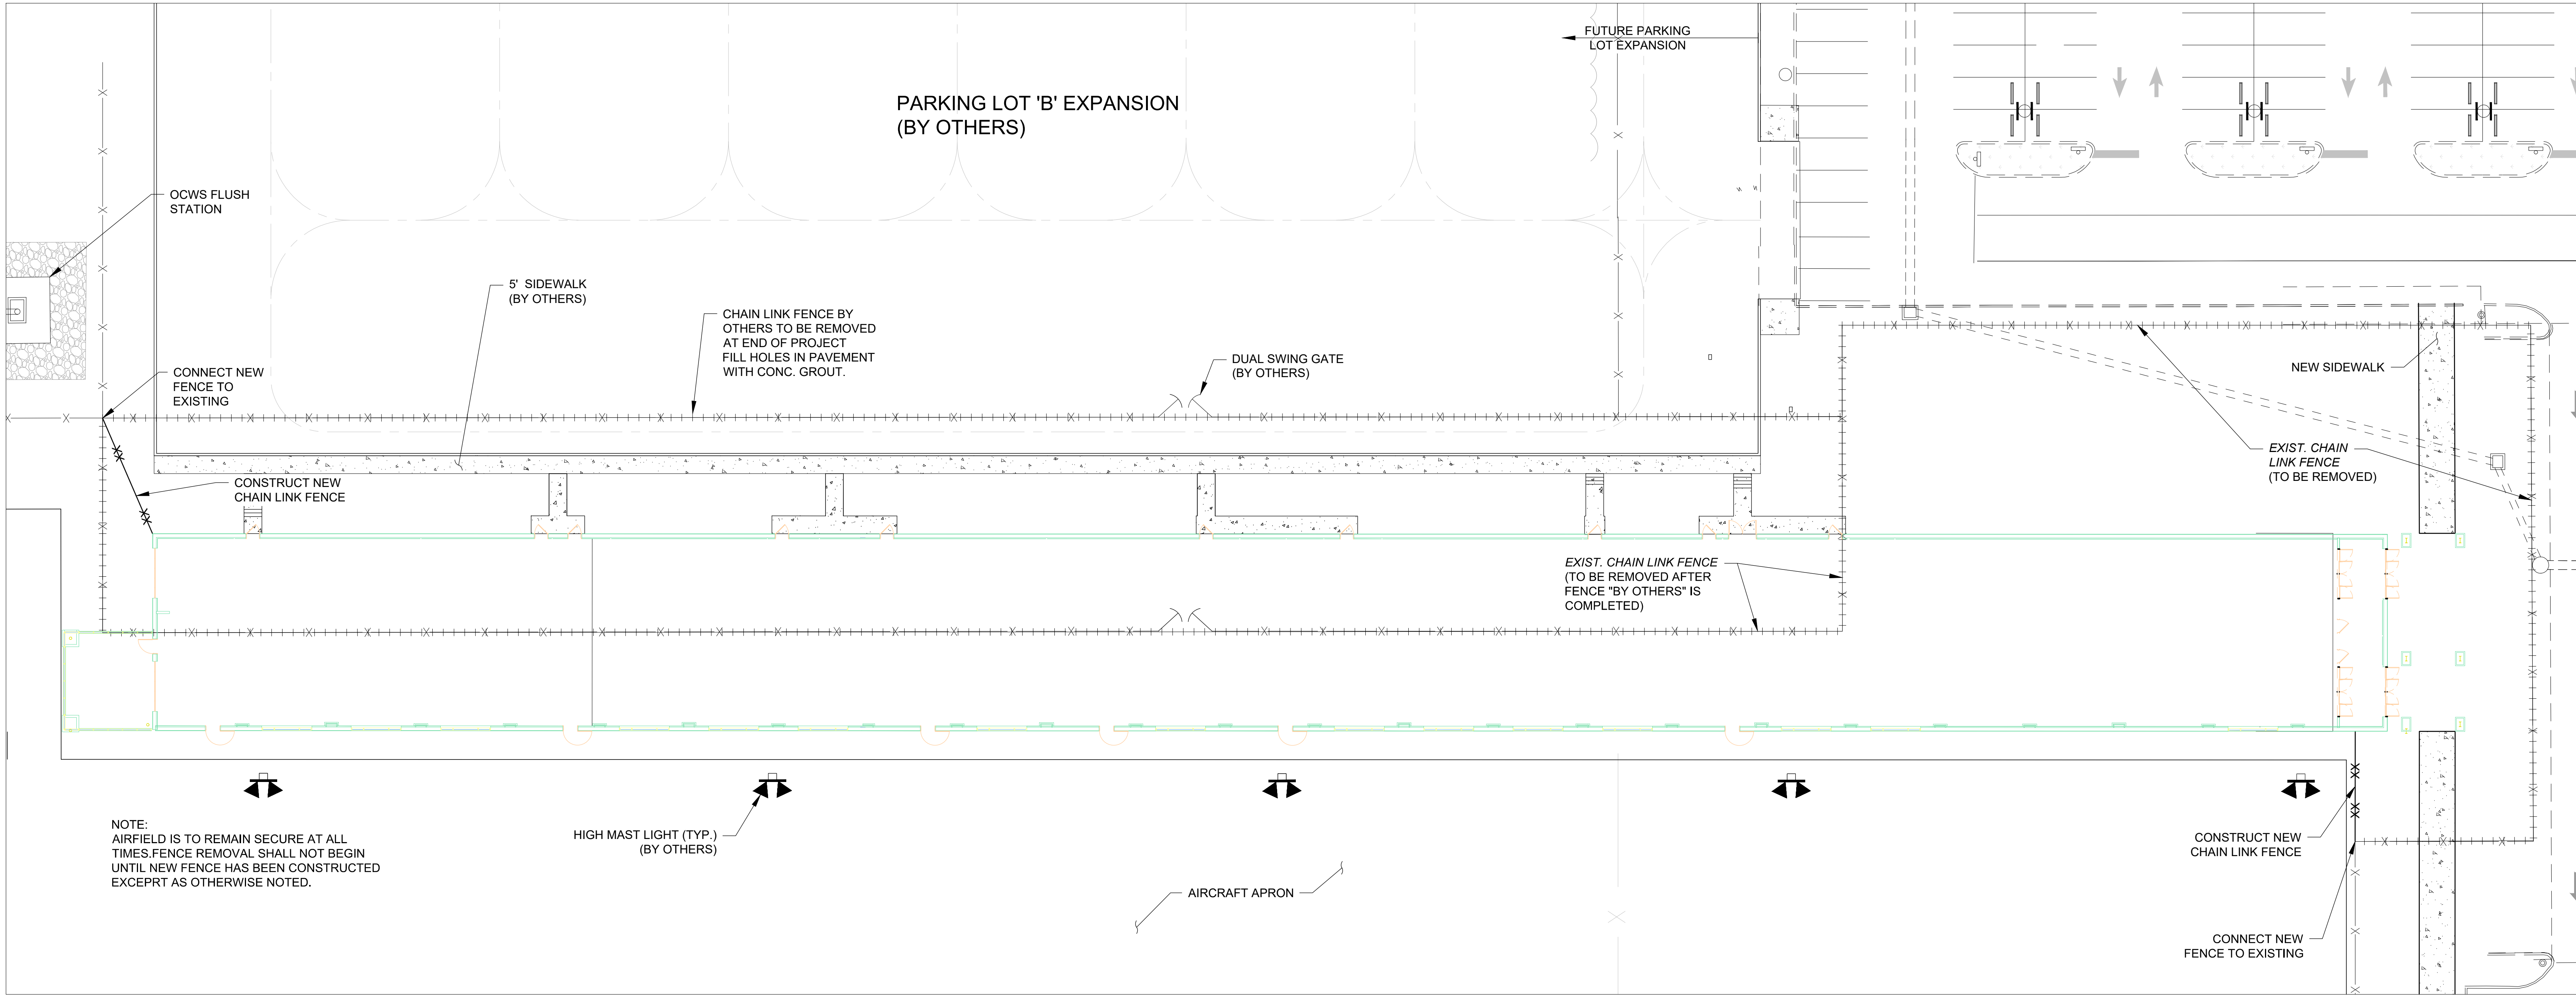 FUTURE PARKING
LOT EXPANSION
PARKING LOT 'B' EXPANSION
(BY OTHERS)
OCWS FLUSH
STATION
5' SIDEWALK
(BY OTHERS)
CHAIN LINK FENCE BY
OTHERS TO BE REMOVED
AT END OF PROJECT
FILL HOLES IN PAVEMENT
WITH CONC. GROUT.
DUAL SWING GATE
(BY OTHERS)
CONNECT NEW
FENCE TO
EXISTING
NEW SIDEWALK
EXIST. CHAIN
LINK FENCE
(TO BE REMOVED)
CONSTRUCT NEW
CHAIN LINK FENCE
EXIST. CHAIN LINK FENCE
(TO BE REMOVED AFTER
FENCE "BY OTHERS" IS
COMPLETED)
NOTE:
AIRFIELD IS TO REMAIN SECURE AT ALL
TIMES.FENCE REMOVAL SHALL NOT BEGIN
UNTIL NEW FENCE HAS BEEN CONSTRUCTED
EXCEPRT AS OTHERWISE NOTED.
HIGH MAST LIGHT (TYP.)
(BY OTHERS)
AIRCRAFT APRON
CONSTRUCT NEW
CHAIN LINK FENCE
CONNECT NEW
FENCE TO EXISTING